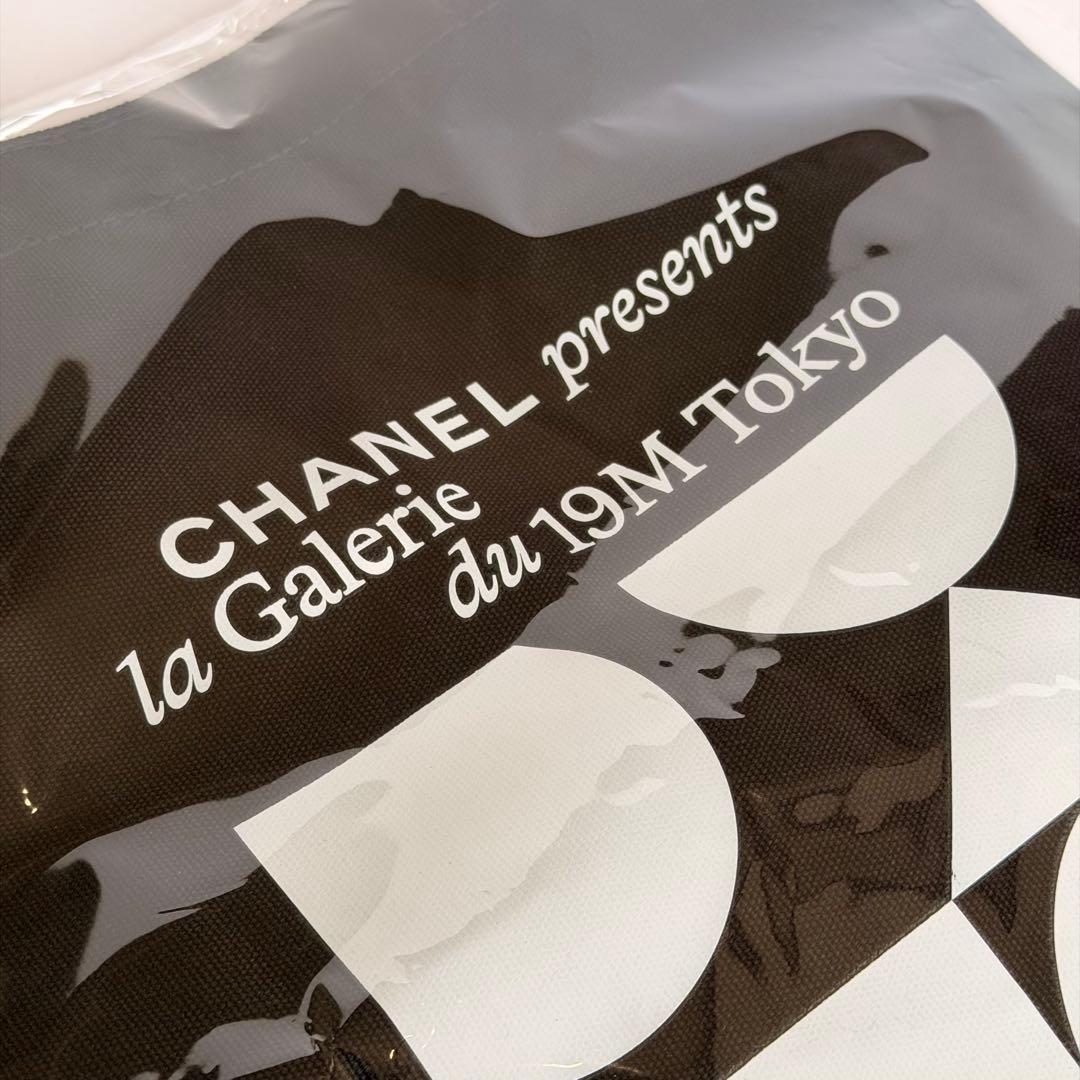 CHANEL presents
la Galerie
du 19M Tokyo